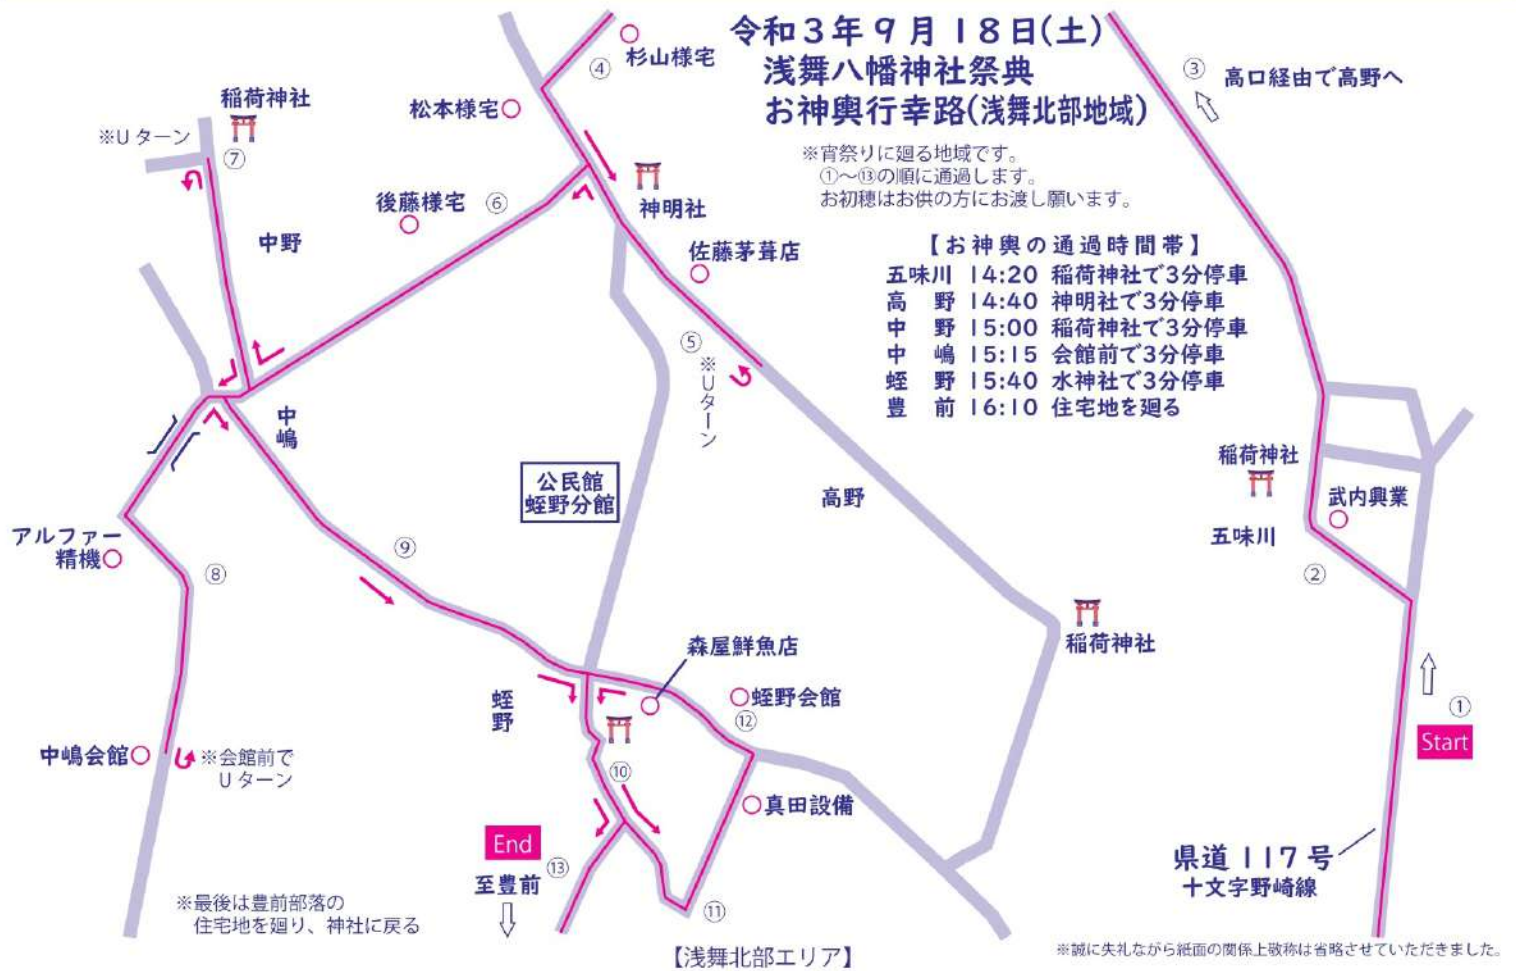 令和3年9月18日(土)
浅舞八幡神社祭典
お神輿行幸路(浅舞北部地域)
※宵祭りに廻る地域です。
①～⑬の順に通過します。
お初穂はお供の方にお渡し願います。
【お神輿の通過時間帯】
五味川 14:20 稲荷神社で3分停車
高　野 14:40 神明社で3分停車
中　野 15:00 稲荷神社で3分停車
中　嶋 15:15 会館前で3分停車
蛭　野 15:40 水神社で3分停車
豊　前 16:10 住宅地を廻る
③
高口経由で高野へ
④
杉山様宅
松本様宅
稲荷神社
※Uターン
⑦
中野
後藤様宅
⑥
神明社
佐藤茅葺店
⑤
※Uターン
中嶋
公民館
蛭野分館
高野
稲荷神社
武内興業
五味川
②
稲荷神社
①
Start
県道117号
十文字野崎線
アルファー
精機
⑧
⑨
中嶋会館
※会館前で
Uターン
森屋鮮魚店
蛭野
蛭野会館
⑫
⑩
真田設備
End
⑬
至豊前
⑪
※最後は豊前部落の
住宅地を廻り、神社に戻る
【浅舞北部エリア】
※誠に失礼ながら紙面の関係上敬称は省略させていただきました。